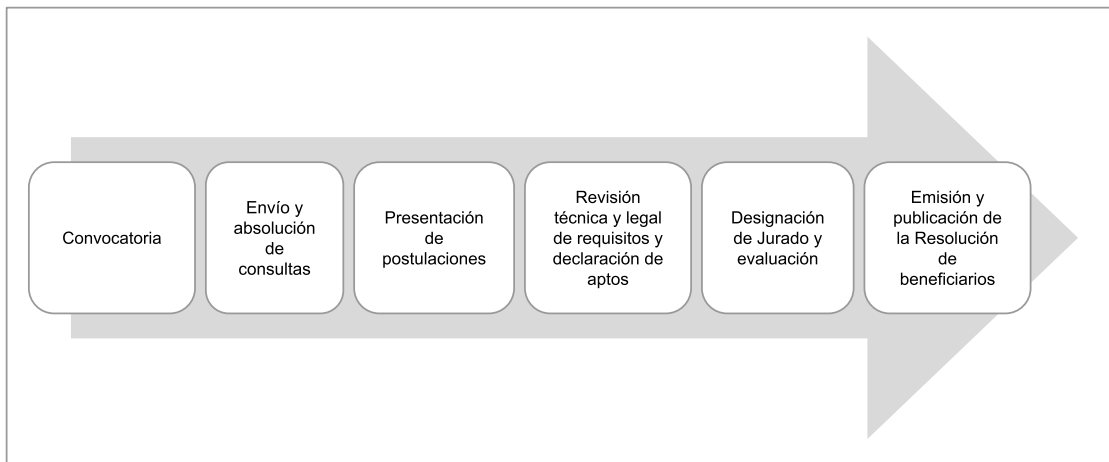 Convocatoria
Envío y
absolución
de
consultas
Presentación
de
postulaciones
Revisión
técnica y legal
de requisitos y
declaración de
aptos
Designación
de Jurado y
evaluación
Emisión y
publicación de
la Resolución
de
beneficiarios